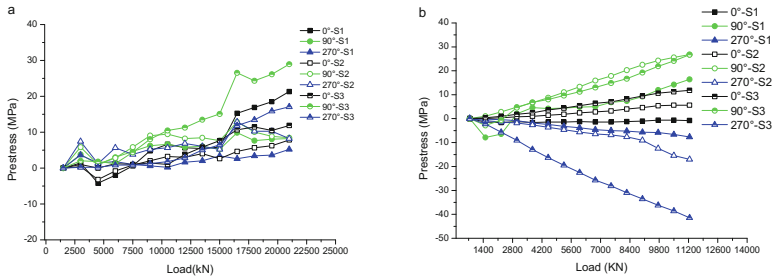 a
Prestress (MPa)
40
30
20
10
0
-10
-20
0 2500 5000 7500 10000 12500 15000 17500 20000 22500 25000
Load(kN)
0°-S1
90°-S1
270°-S1
0°-S2
90°-S2
270°-S2
0°-S3
90°-S3
270°-S3
b
Prestress (MPa)
40
30
20
10
0
-10
-20
-30
-40
-50
1400 2800 4200 5600 7000 8400 9800 11200 12600 14000
Load (KN)
0°-S1
90°-S1
270°-S1
0°-S2
90°-S2
270°-S2
0°-S3
90°-S3
270°-S3